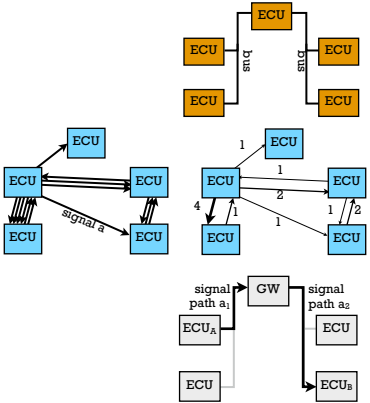 ECU
ECU
bus
bus
ECU
ECU
ECU
ECU
ECU
1
ECU
ECU
ECU
ECU
1
2
ECU
signal a
4
1
1
1
2
ECU
ECU
ECU
ECU
signal
path a1
GW
signal
path a2
ECUA
ECU
ECU
ECUB